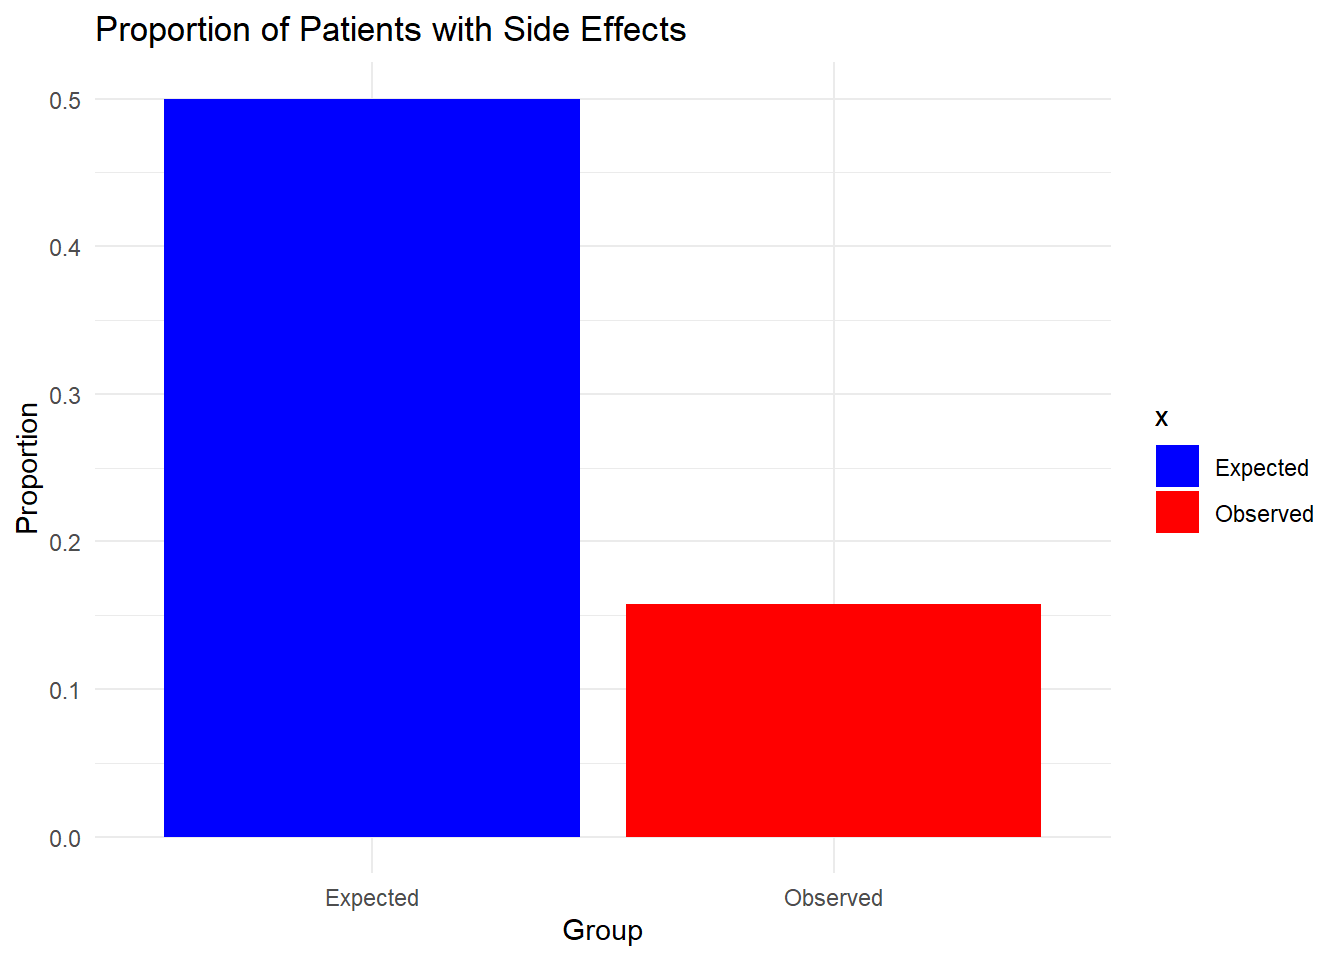 Proportion of Patients with Side Effects
0.5
0.4
0.3
0.2
0.1
0.0
Proportion
Expected Observed
Group
x
Expected
Observed